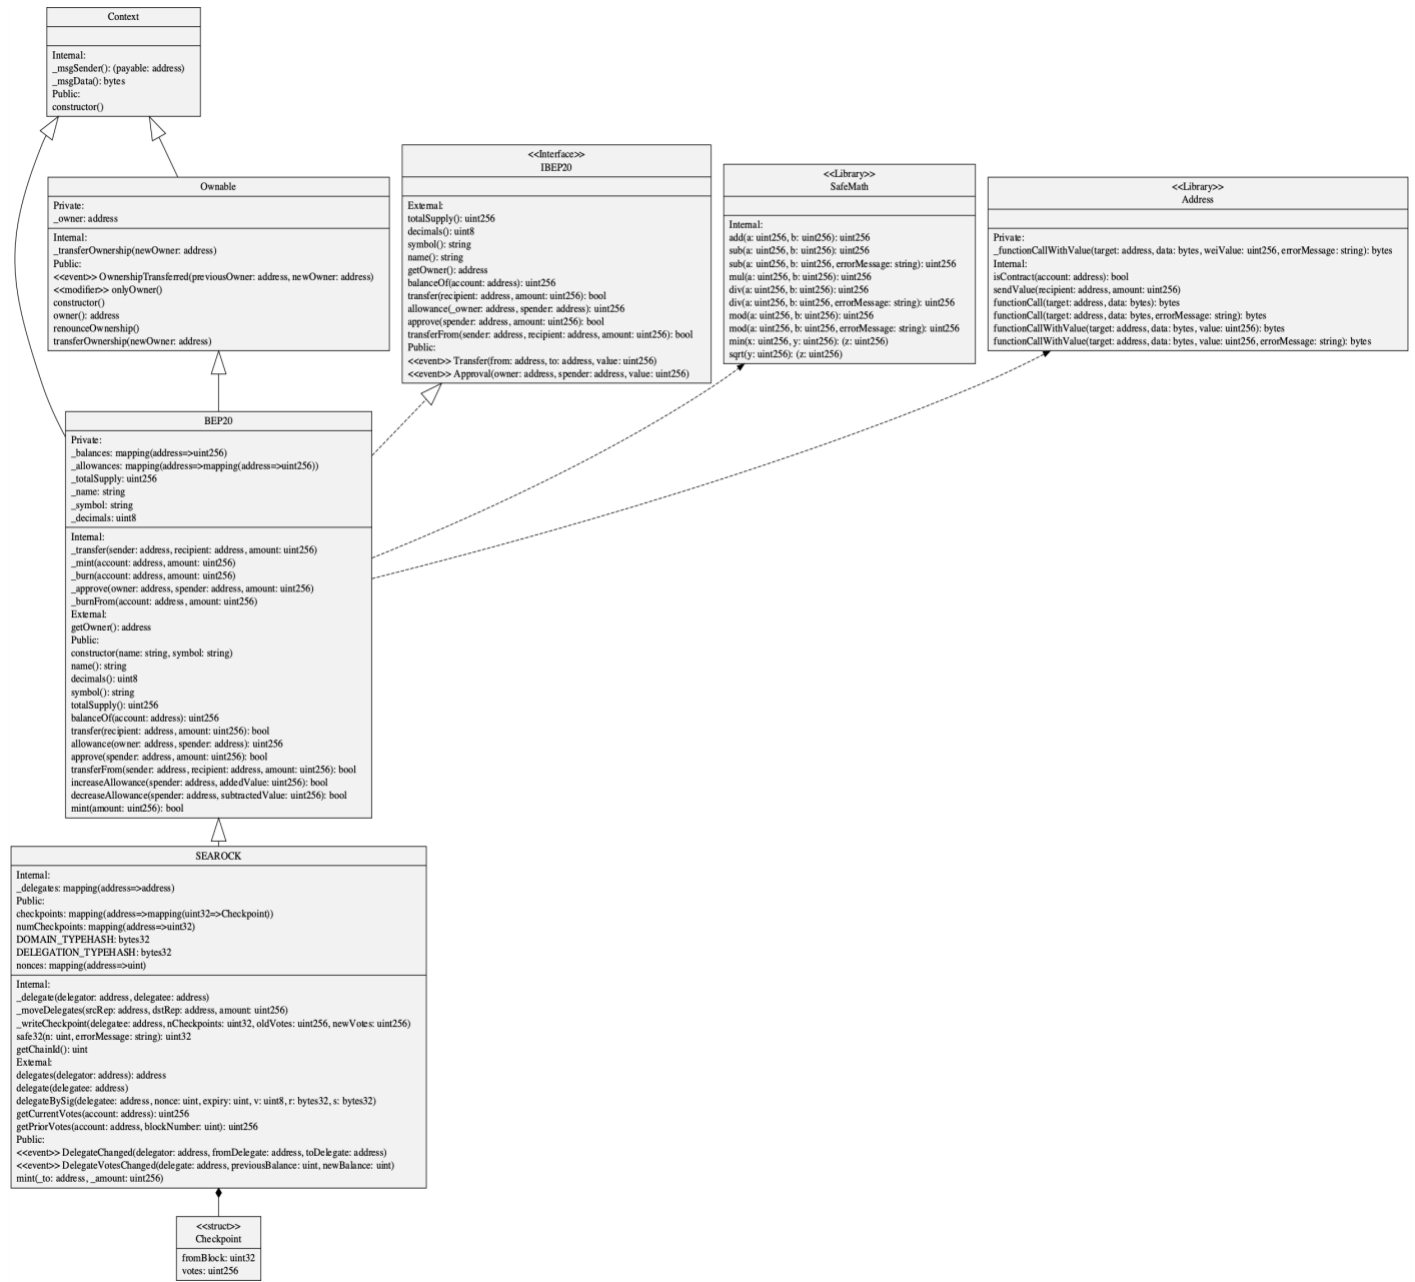 Context
Internal:
_msgSender(): (payable: address)
_msgData(): bytes
Public:
constructor()
Ownable
Private:
_owner: address
Internal:
_transferOwnership(newOwner: address)
Public:
<<event>> OwnershipTransferred(previousOwner: address, newOwner: address)
<<modifier>> onlyOwner()
constructor()
owner(): address
renounceOwnership()
transferOwnership(newOwner: address)
<<Interface>>
IBEP20
External:
totalSupply(): uint256
decimals(): uint8
symbol(): string
name(): string
getOwner(): address
balanceOf(account: address): uint256
transfer(recipient: address, amount: uint256): bool
allowance(_owner: address, spender: address): uint256
approve(spender: address, amount: uint256): bool
transferFrom(sender: address, recipient: address, amount: uint256): bool
Public:
<<event>> Transfer(from: address, to: address, value: uint256)
<<event>> Approval(owner: address, spender: address, value: uint256)
<<Library>>
SafeMath
Internal:
add(a: uint256, b: uint256): uint256
sub(a: uint256, b: uint256): uint256
sub(a: uint256, b: uint256, errorMessage: string): uint256
mul(a: uint256, b: uint256): uint256
div(a: uint256, b: uint256): uint256
div(a: uint256, b: uint256, errorMessage: string): uint256
mod(a: uint256, b: uint256): uint256
mod(a: uint256, b: uint256, errorMessage: string): uint256
min(x: uint256, y: uint256): (z: uint256)
sqrt(y: uint256): (z: uint256)
<<Library>>
Address
Private:
_functionCallWithValue(target: address, data: bytes, weiValue: uint256, errorMessage: string): bytes
Internal:
isContract(account: address): bool
sendValue(recipient: address, amount: uint256)
functionCall(target: address, data: bytes): bytes
functionCall(target: address, data: bytes, errorMessage: string): bytes
functionCallWithValue(target: address, data: bytes, value: uint256): bytes
functionCallWithValue(target: address, data: bytes, value: uint256, errorMessage: string): bytes
BEP20
Private:
_balances: mapping(address=>uint256)
_allowances: mapping(address=>mapping(address=>uint256))
_totalSupply: uint256
_name: string
_symbol: string
_decimals: uint8
Internal:
_transfer(sender: address, recipient: address, amount: uint256)
_mint(account: address, amount: uint256)
_burn(account: address, amount: uint256)
_approve(owner: address, spender: address, amount: uint256)
_burnFrom(account: address, amount: uint256)
External:
getOwner(): address
Public:
constructor(name: string, symbol: string)
name(): string
decimals(): uint8
symbol(): string
totalSupply(): uint256
balanceOf(account: address): uint256
transfer(recipient: address, amount: uint256): bool
allowance(owner: address, spender: address): uint256
approve(spender: address, amount: uint256): bool
transferFrom(sender: address, recipient: address, amount: uint256): bool
increaseAllowance(spender: address, addedValue: uint256): bool
decreaseAllowance(spender: address, subtractedValue: uint256): bool
mint(amount: uint256): bool
SEAROCK
Internal:
_delegates: mapping(address=>address)
Public:
checkpoints: mapping(address=>mapping(uint32=>Checkpoint))
numCheckpoints: mapping(address=>uint32)
DOMAIN_TYPEHASH: bytes32
DELEGATION_TYPEHASH: bytes32
nonces: mapping(address=>uint)
Internal:
_delegate(delegator: address, delegatee: address)
_moveDelegates(srcRep: address, dstRep: address, amount: uint256)
_writeCheckpoint(delegatee: address, nCheckpoints: uint32, oldVotes: uint256, newVotes: uint256)
safe32(n: uint, errorMessage: string): uint32
getChainId(): uint
External:
delegates(delegator: address): address
delegate(delegatee: address)
delegateBySig(delegatee: address, nonce: uint, expiry: uint, v: uint8, r: bytes32, s: bytes32)
getCurrentVotes(account: address): uint256
getPriorVotes(account: address, blockNumber: uint): uint256
Public:
<<event>> DelegateChanged(delegator: address, fromDelegate: address, toDelegate: address)
<<event>> DelegateVotesChanged(delegate: address, previousBalance: uint, newBalance: uint)
mint(_to: address, _amount: uint256)
<<struct>>
Checkpoint
fromBlock: uint32
votes: uint256